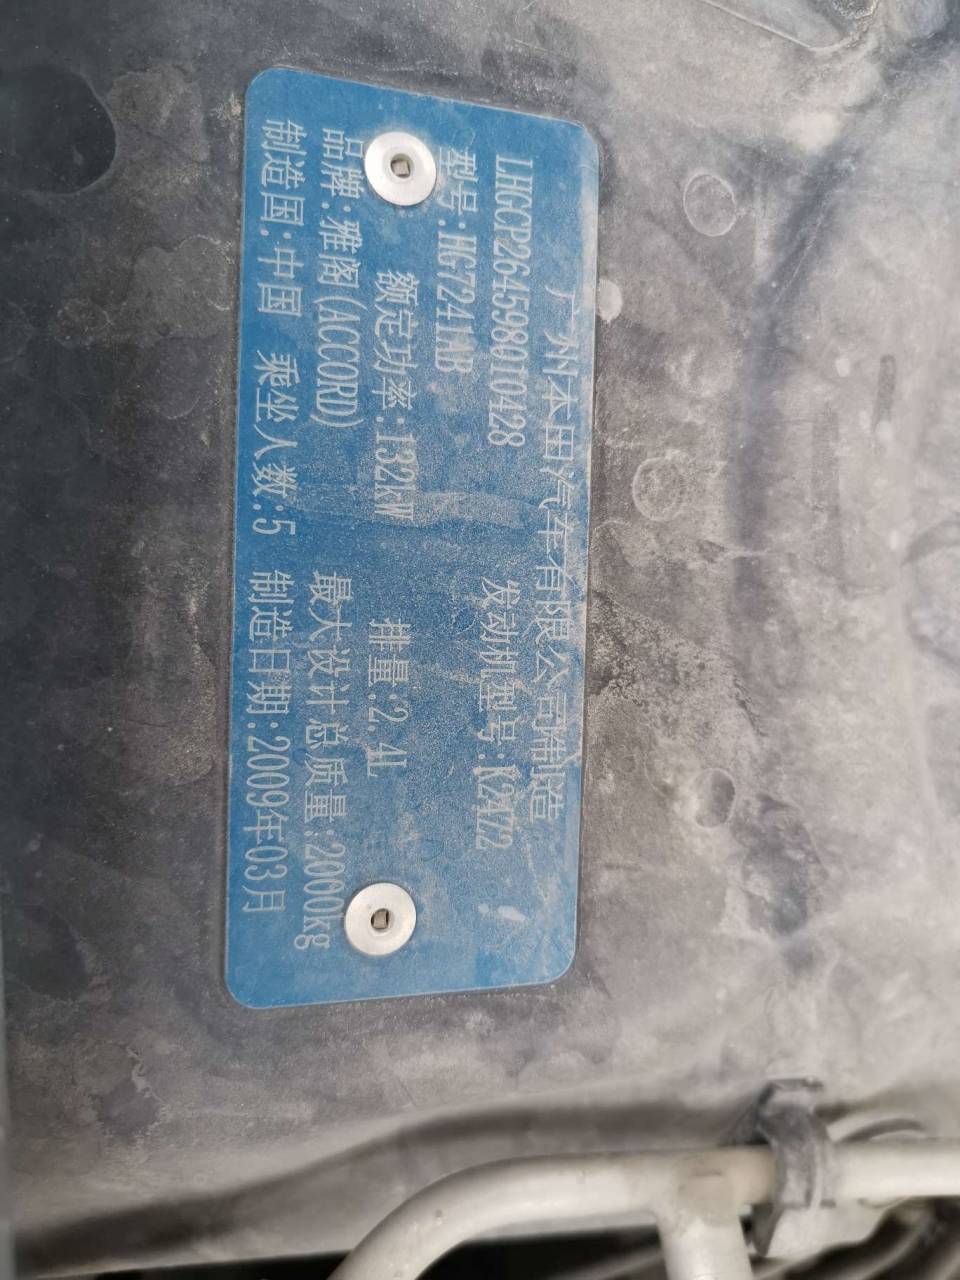 广州本田汽车有限公司制造
LHGCP264598010428
型号:HG7241AB 发动机型号:K24Z2
额定功率:132kW 排量:2.4L
品牌:雅阁(ACCORD) 最大设计总质量:2000kg
制造国:中国 乘坐人数:5 制造日期:2009年03月